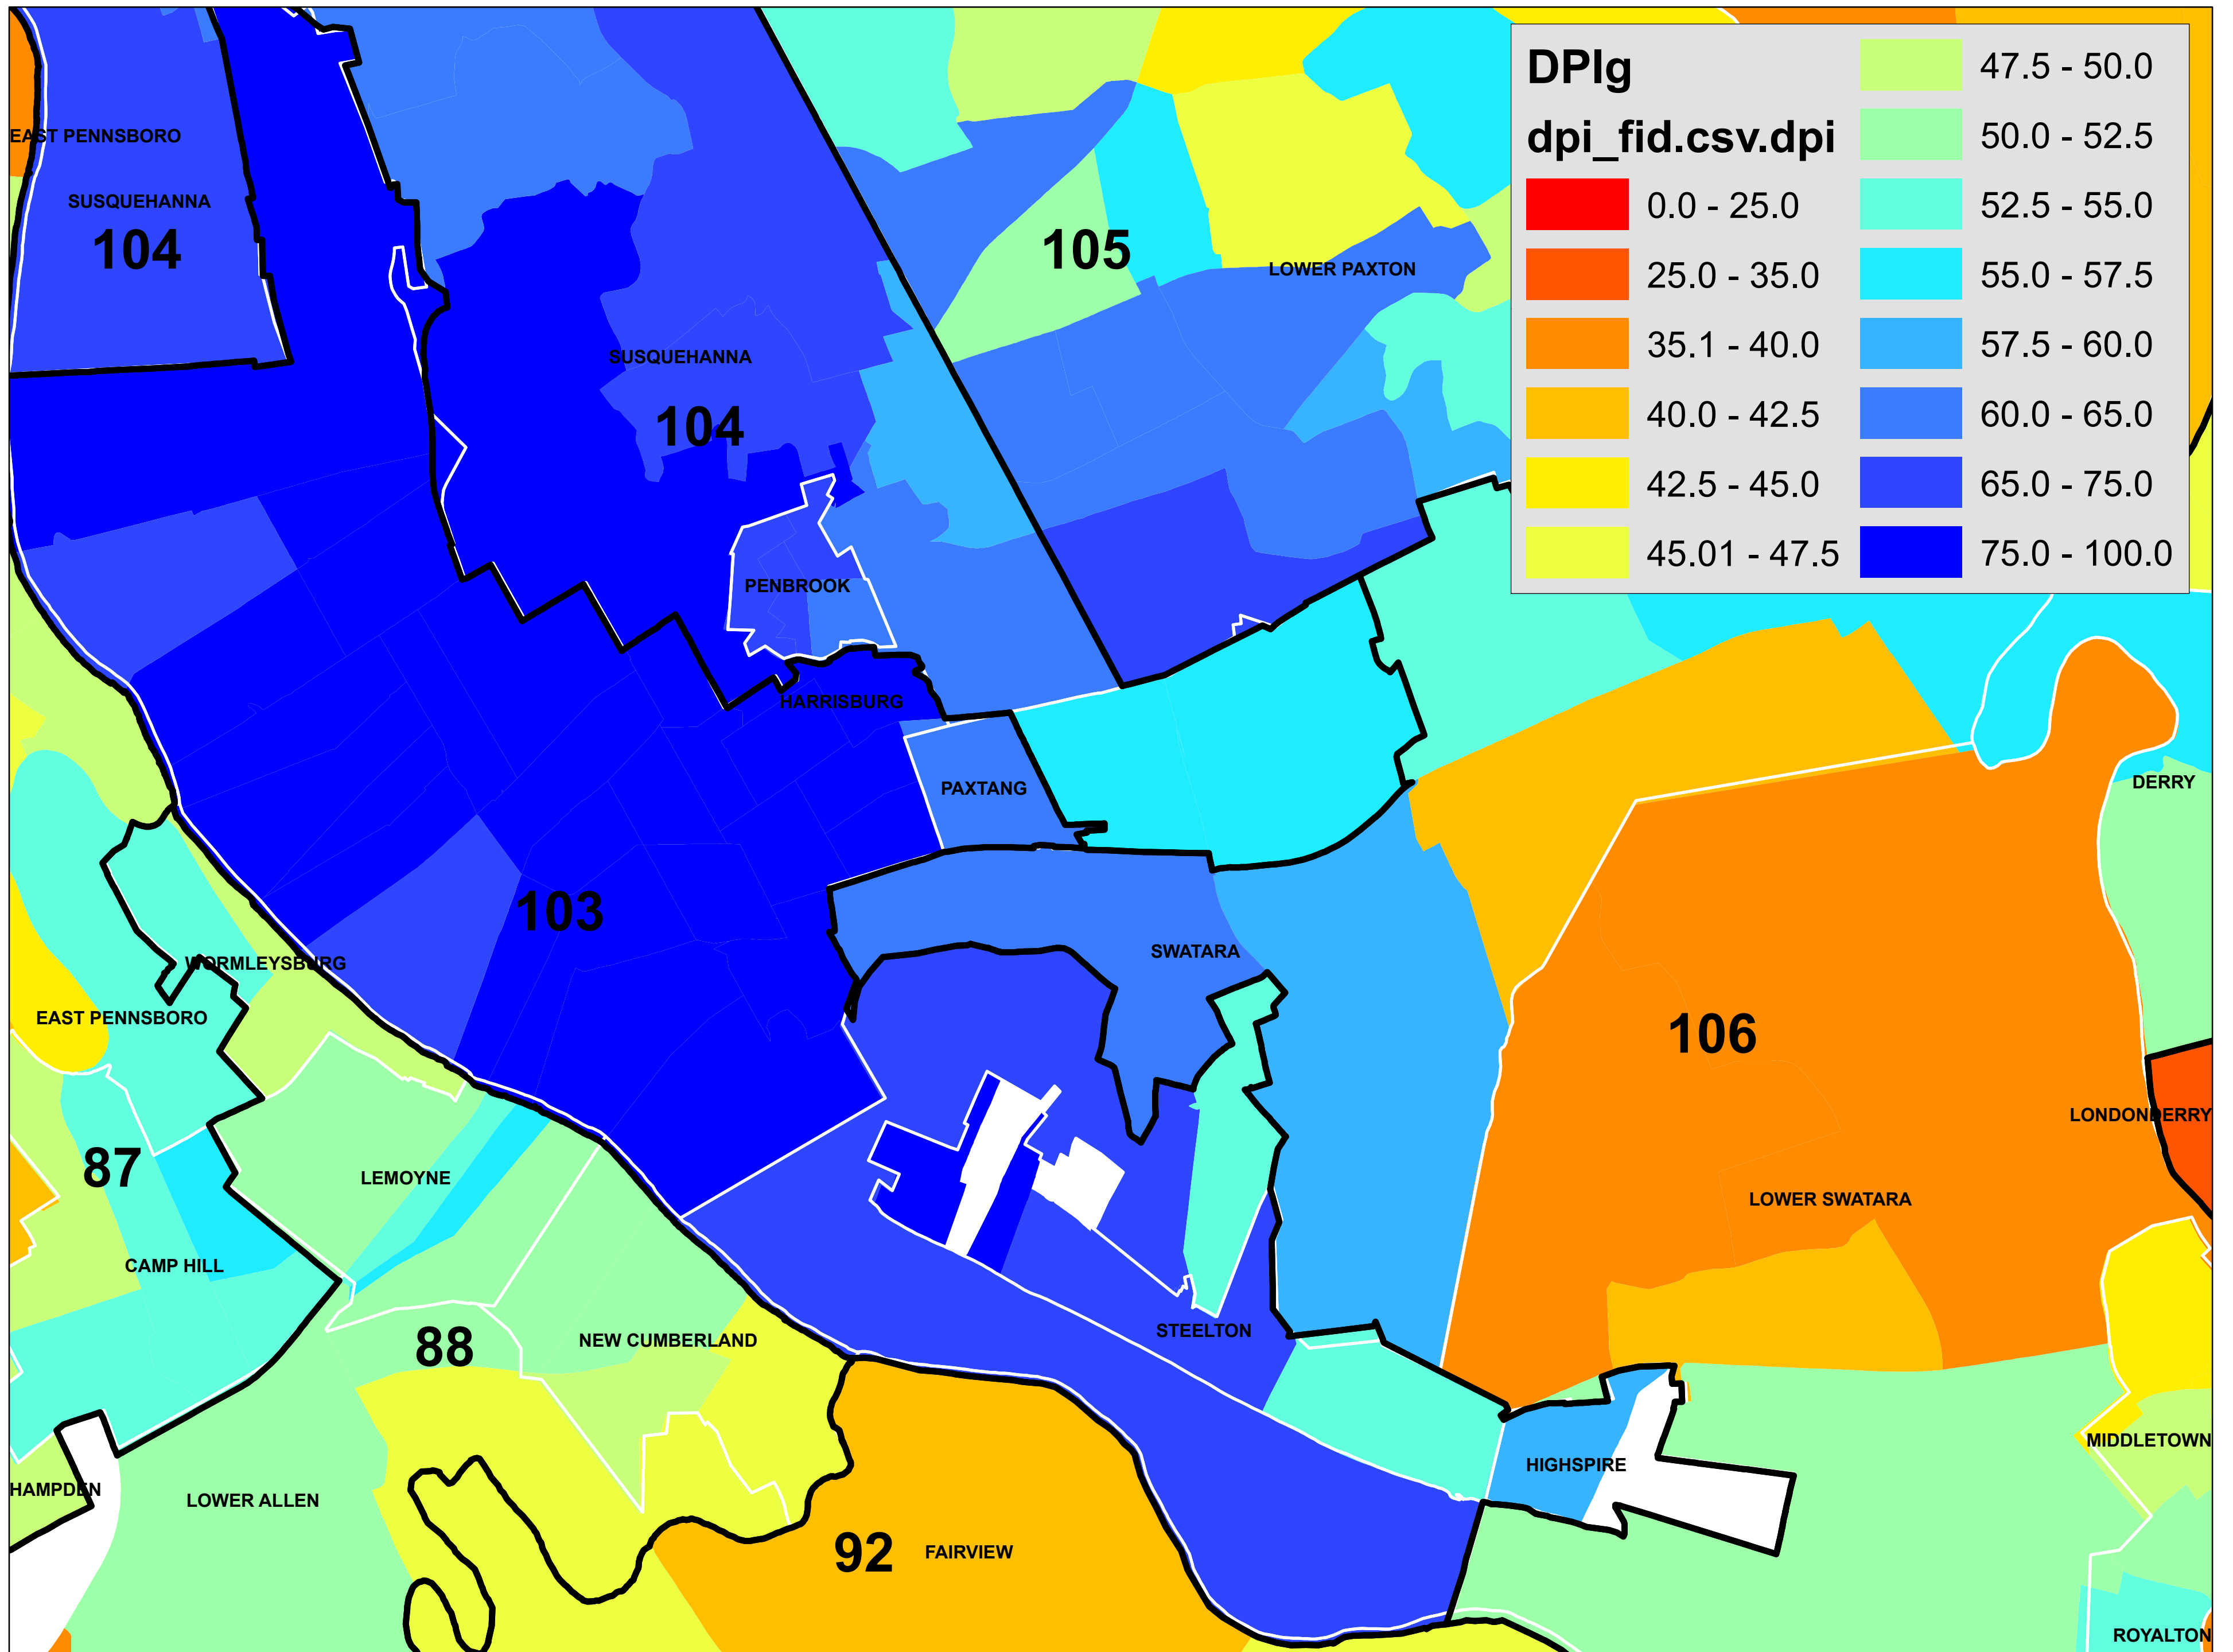 DPIg
dpi_fid.csv.dpi
0.0 - 25.0
25.0 - 35.0
35.1 - 40.0
40.0 - 42.5
42.5 - 45.0
45.01 - 47.5
47.5 - 50.0
50.0 - 52.5
52.5 - 55.0
55.0 - 57.5
57.5 - 60.0
60.0 - 65.0
65.0 - 75.0
75.0 - 100.0
EAST PENNSBORO
SUSQUEHANNA
104
105
LOWER PAXTON
SUSQUEHANNA
104
PENBROOK
HARRISBURG
PAXTANG
DERRY
103
SWATARA
WORMLEYSBURG
EAST PENNSBORO
106
LONDONDERRY
87
LEMOYNE
LOWER SWATARA
CAMP HILL
88
NEW CUMBERLAND
STEELTON
MIDDLETOWN
HIGHSPIRE
HAMPDEN
LOWER ALLEN
92
FAIRVIEW
ROYALTON